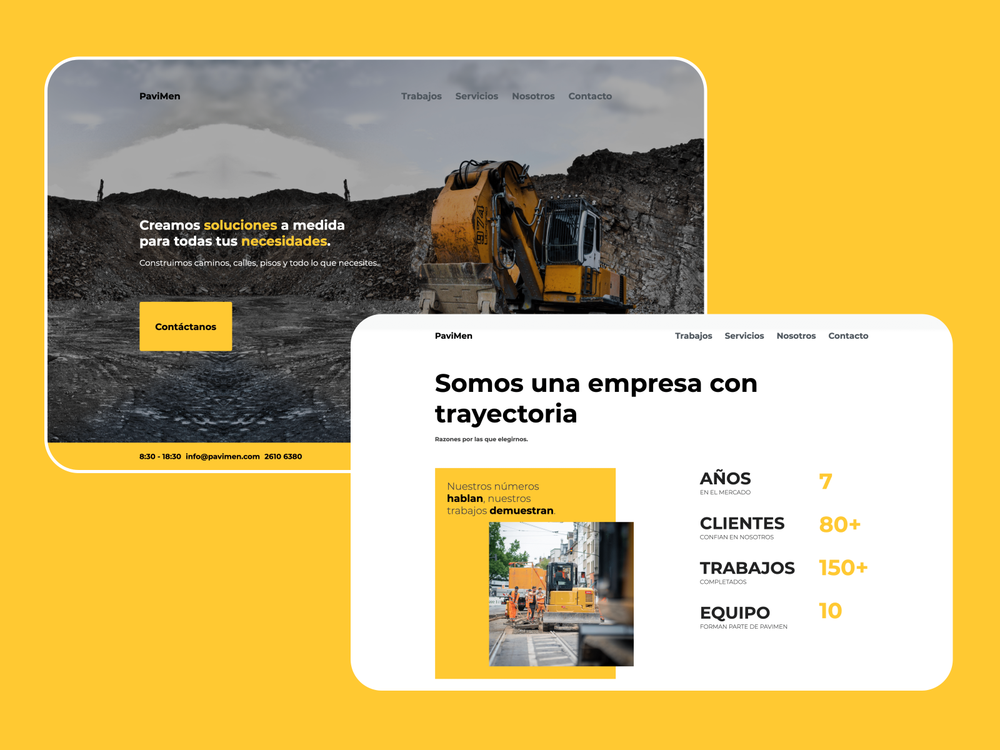 PaviMen
Trabajos Servicios Nosotros Contacto
Creamos soluciones a medida
para todas tus necesidades.
Construimos caminos, calles, pisos y todo lo que necesites.
Contáctanos
8:30 - 18:30 info@pavimen.com 2610 6380
974
PaviMen
Trabajos Servicios Nosotros Contacto
Somos una empresa con
trayectoria
Razones por las que elegirnos.
Nuestros números
hablan, nuestros
trabajos demuestran.
AÑOS 7
EN EL MERCADO
CLIENTES 80+
CONFÍAN EN NOSOTROS
TRABAJOS 150+
COMPLETADOS
EQUIPO 10
FORMAN PARTE DE PAVIMEN